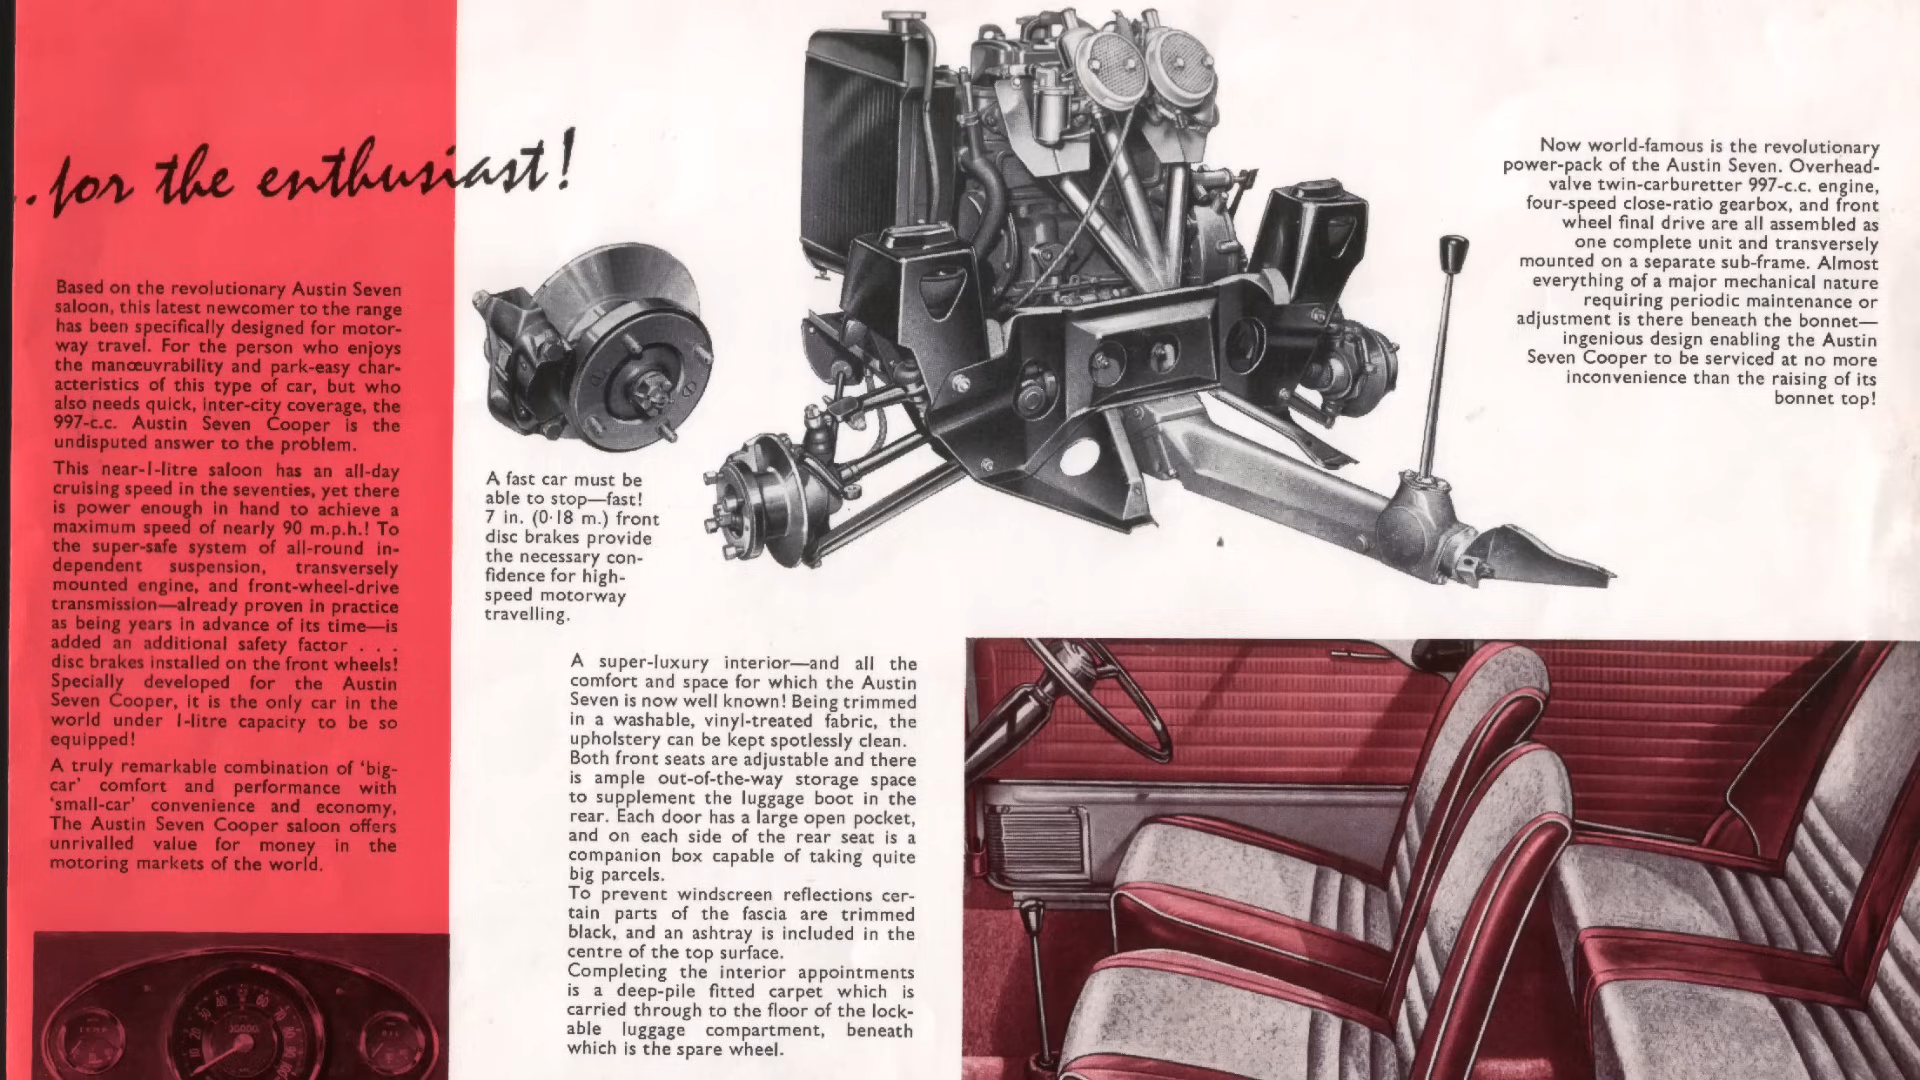 ..for the enthusiast!
Based on the revolutionary Austin Seven
saloon, this latest newcomer to the range
has been specifically designed for motor-
way travel. For the person who enjoys
the manœuvrability and park-easy char-
acteristics of this type of car, but who
also needs quick, inter-city coverage, the
997-c.c. Austin Seven Cooper is the
undisputed answer to the problem.
This near-1-litre saloon has an all-day
cruising speed in the seventies, yet there
is power enough in hand to achieve a
maximum speed of nearly 90 m.p.h.! To
the super-safe system of all-round in-
dependent suspension, transversely
mounted engine, and front-wheel-drive
transmission—already proven in practice
as being years in advance of its time—is
added an additional safety factor . . .
disc brakes installed on the front wheels!
Specially developed for the Austin
Seven Cooper, it is the only car in the
world under 1-litre capacity to be so
equipped!
A truly remarkable combination of ‘big-
car’ comfort and performance with
‘small-car’ convenience and economy,
The Austin Seven Cooper saloon offers
unrivalled value for money in the
motoring markets of the world.
A fast car must be
able to stop—fast!
7 in. (0·18 m.) front
disc brakes provide
the necessary con-
fidence for high-
speed motorway
travelling.
A super-luxury interior—and all the
comfort and space for which the Austin
Seven is now well known! Being trimmed
in a washable, vinyl-treated fabric, the
upholstery can be kept spotlessly clean.
Both front seats are adjustable and there
is ample out-of-the-way storage space
to supplement the luggage boot in the
rear. Each door has a large open pocket,
and on each side of the rear seat is a
companion box capable of taking quite
big parcels.
To prevent windscreen reflections cer-
tain parts of the fascia are trimmed
black, and an ashtray is included in the
centre of the top surface.
Completing the interior appointments
is a deep-pile fitted carpet which is
carried through to the floor of the lock-
able luggage compartment, beneath
which is the spare wheel.
Now world-famous is the revolutionary
power-pack of the Austin Seven. Overhead-
valve twin-carburetter 997-c.c. engine,
four-speed close-ratio gearbox, and front
wheel final drive are all assembled as
one complete unit and transversely
mounted on a separate sub-frame. Almost
everything of a major mechanical nature
requiring periodic maintenance or
adjustment is there beneath the bonnet—
ingenious design enabling the Austin
Seven Cooper to be serviced at no more
inconvenience than the raising of its
bonnet top!